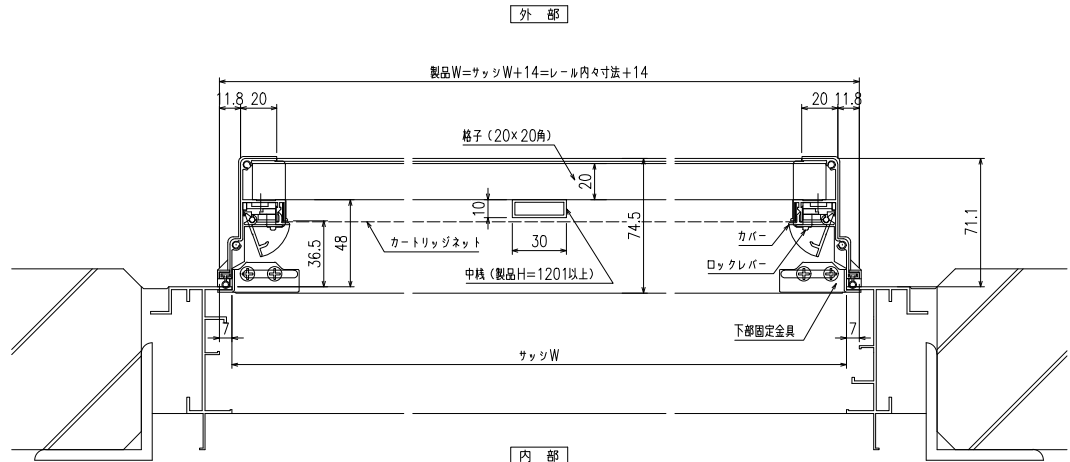 外 部
製品W=サッシW+14=レール内々寸法+14
11.8
20
20
11.8
格子(20×20角)
20
10
30
74.5
71.1
36.5
48
カートリッジネット
カバー
ロックレバー
中桟(製品H=1201以上)
下部固定金具
7
7
サッシW
内 部